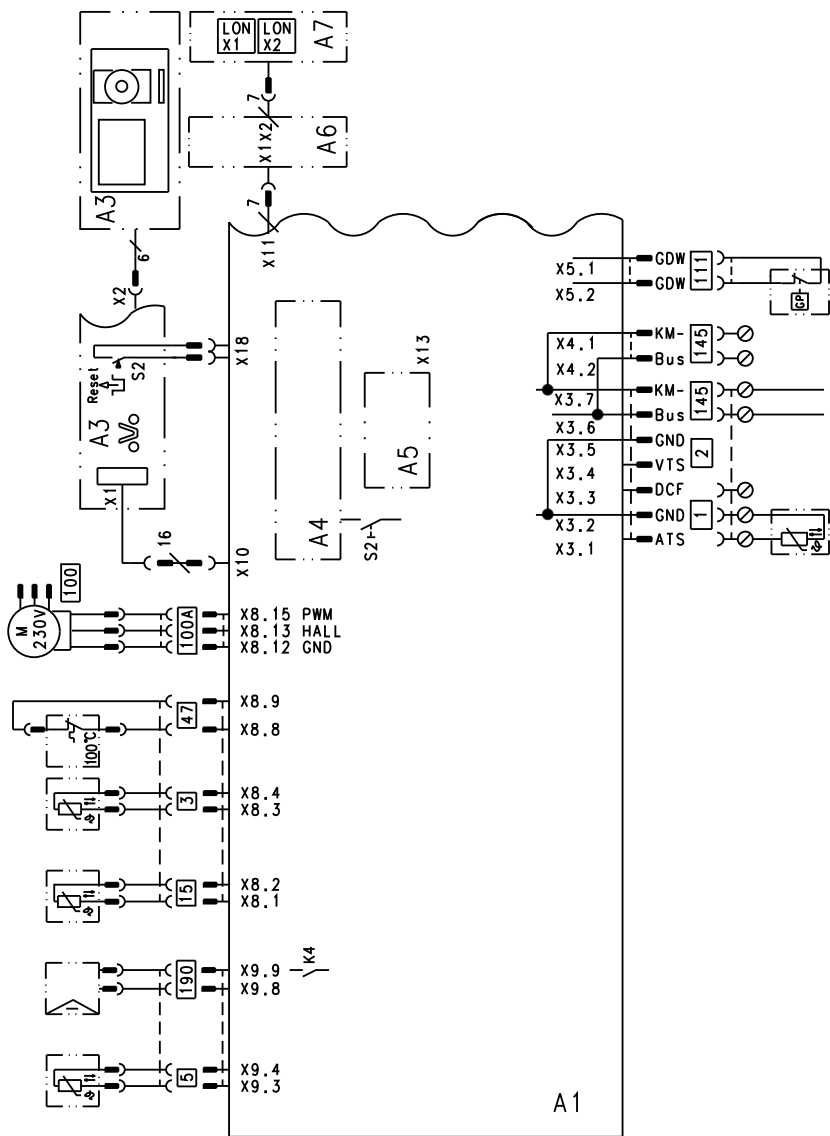 LON X1
LON X2
A7
7
X1
X2
A6
7
X11
A3
6
X2
X18
S2
Reset
A3
X1
16
X10
A4
S2
A5
X13
100
M
230V
100A
X8.15 PWM
X8.13 HALL
X8.12 GND
47
X8.9
X8.8
100°C
3
X8.4
X8.3
15
X8.2
X8.1
190
X9.9
X9.8
K4
5
X9.4
X9.3
A1
X5.1
GDW
X5.2
GDW
111
GP
X4.1
KM-
X4.2
Bus
145
X3.7
KM-
X3.6
Bus
145
X3.5
GND
X3.4
VTS
2
X3.3
DCF
X3.2
GND
1
X3.1
ATS